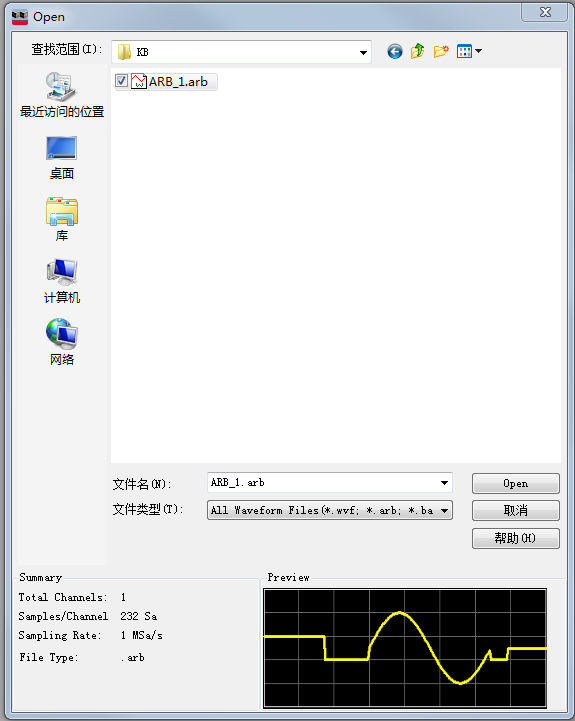 Open
查找范围(I):
KB
ARB_1.arb
最近访问的位置
桌面
库
计算机
网络
文件名(N):
ARB_1.arb
Open
文件类型(T):
All Waveform Files(*.wvf; *.arb; *.ba
取消
帮助(H)
Summary
Total Channels: 1
Samples/Channel 232 Sa
Sampling Rate: 1 MSa/s
File Type: .arb
Preview